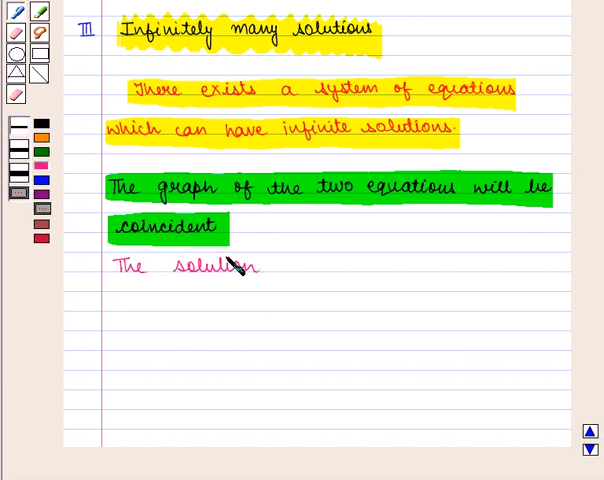 III Infinitely many solutions
There exists a system of equations
which can have infinite solutions.
The graph of the two equations will be
coincident
The solution